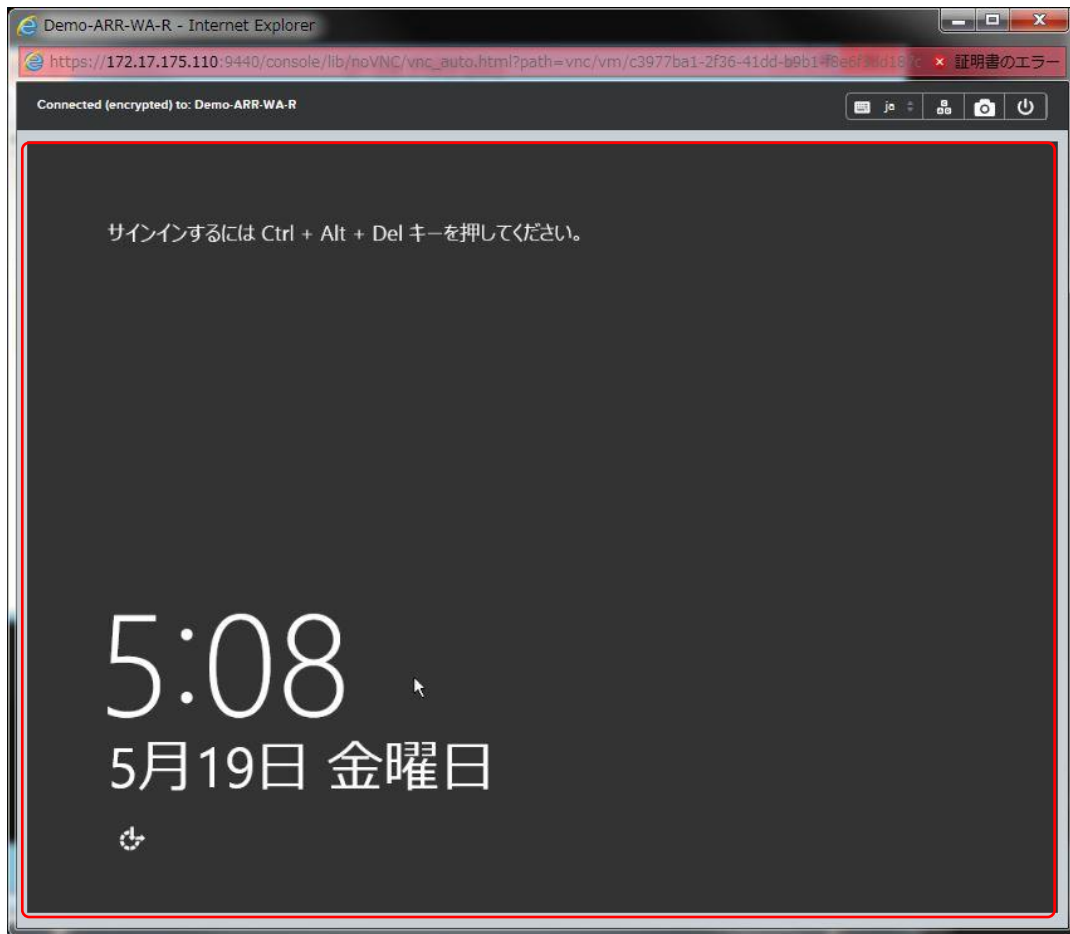 Demo-ARR-WA-R - Internet Explorer
https://172.17.175.110:9440/console/lib/noVNC/vnc_auto.html?path=vnc/vm/c3977ba1-2f36-41dd-b9b1- 証明書のエラー
Connected (encrypted) to: Demo-ARR-WA-R ja
サインインするには Ctrl + Alt + Del キーを押してください。
5:08
5月19日 金曜日